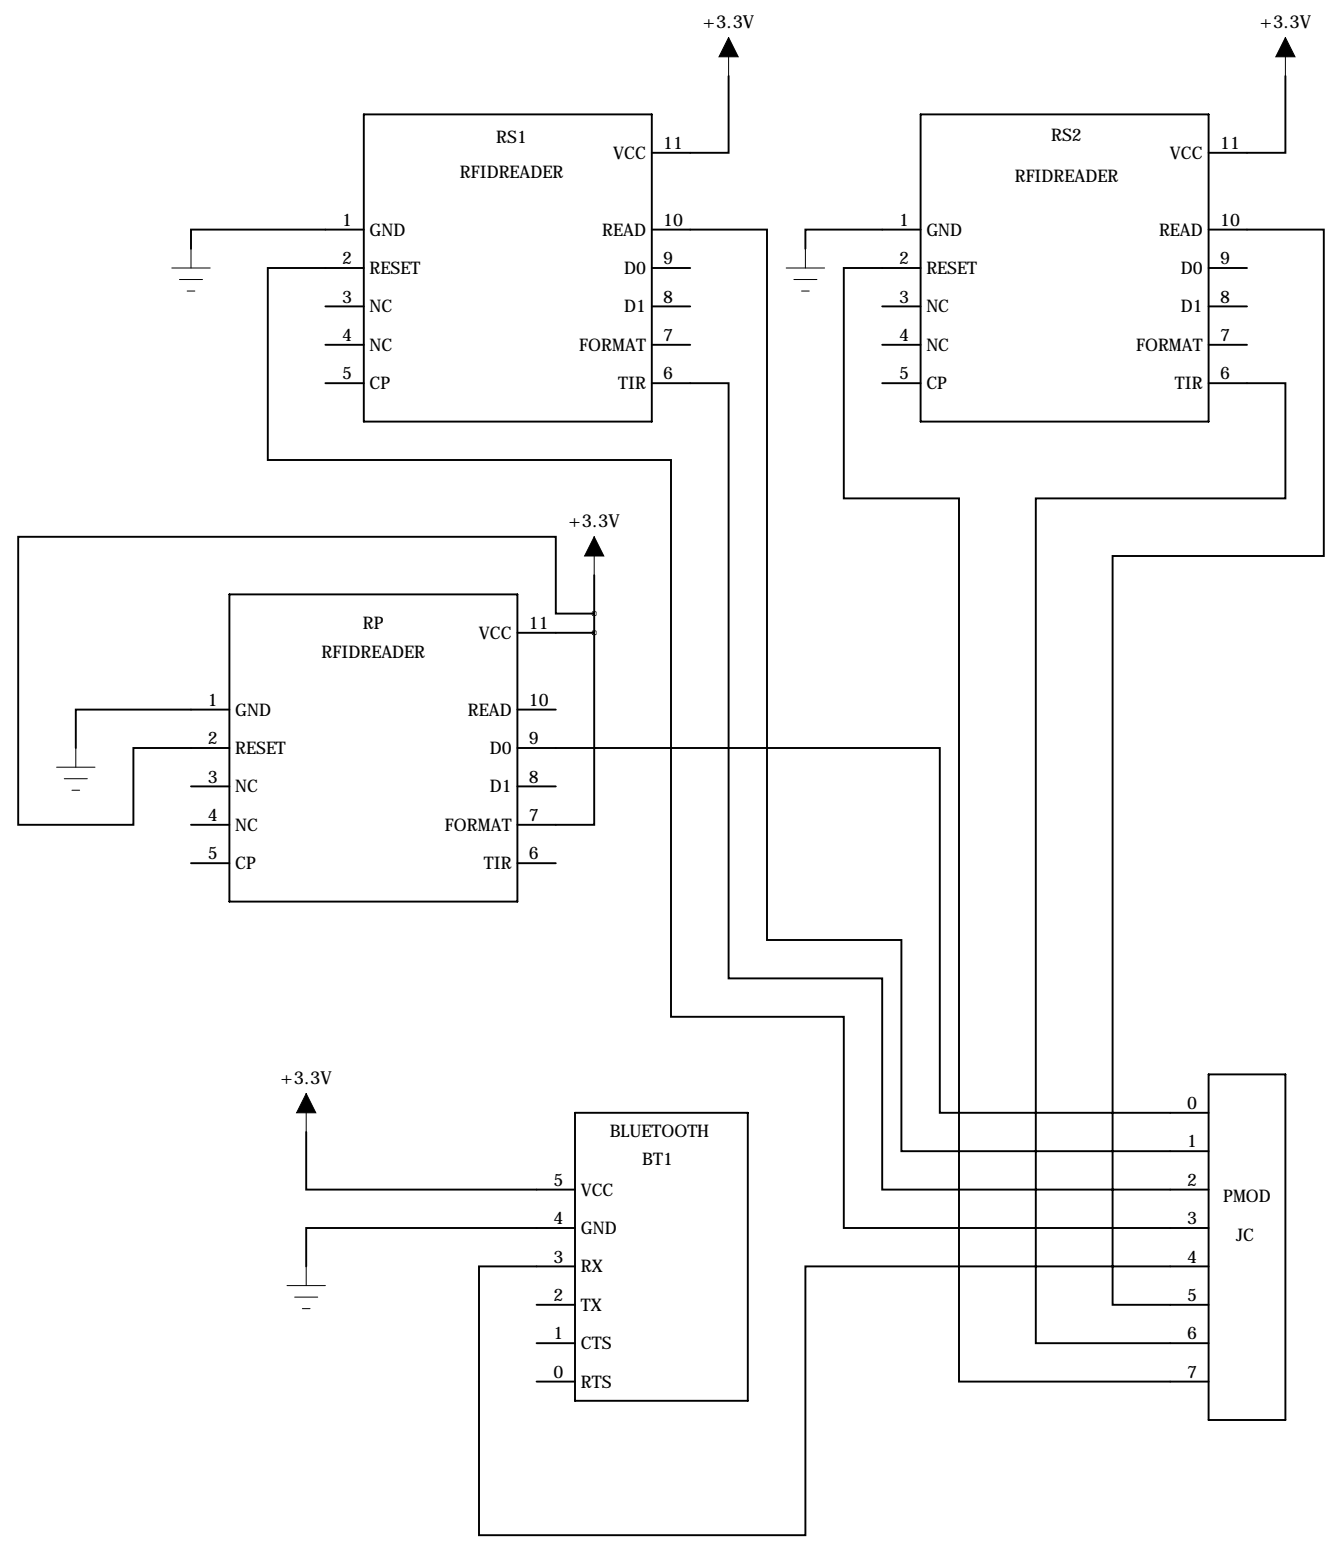 +3.3V
+3.3V
RS1
RFIDREADER
VCC 11
1 GND
READ 10
2 RESET
D0 9
3 NC
D1 8
4 NC
FORMAT 7
5 CP
TIR 6
RS2
RFIDREADER
VCC 11
1 GND
READ 10
2 RESET
D0 9
3 NC
D1 8
4 NC
FORMAT 7
5 CP
TIR 6
+3.3V
RP
RFIDREADER
VCC 11
1 GND
READ 10
2 RESET
D0 9
3 NC
D1 8
4 NC
FORMAT 7
5 CP
TIR 6
+3.3V
BLUETOOTH
BT1
5 VCC
4 GND
3 RX
2 TX
1 CTS
0 RTS
0
1
2
PMOD
3
JC
4
5
6
7